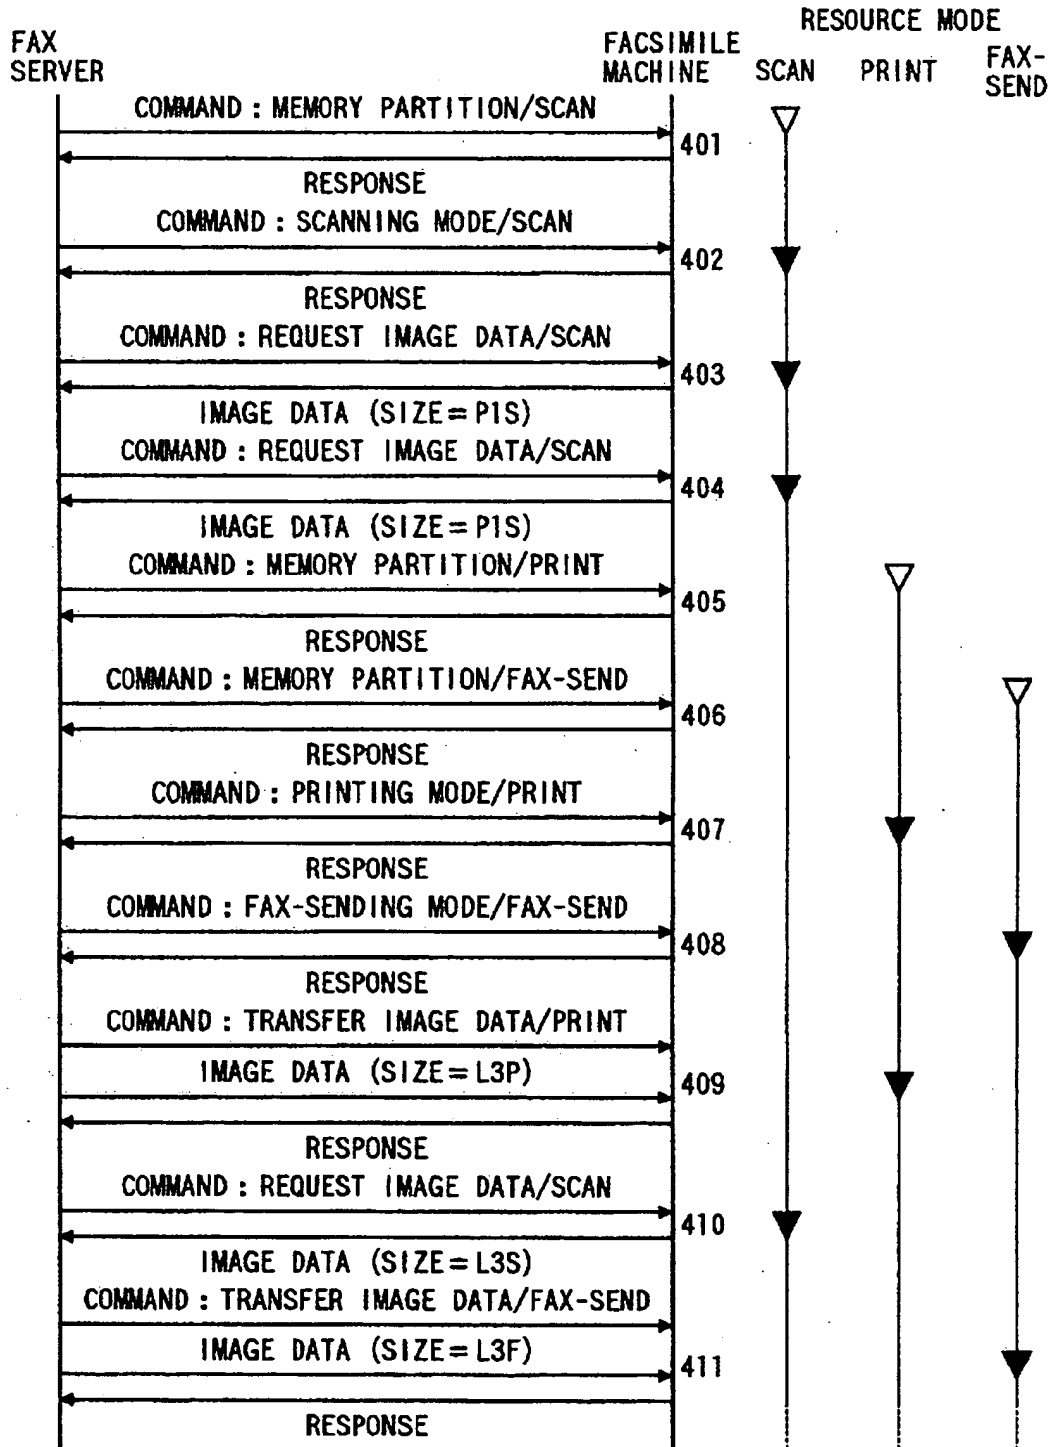 RESOURCE MODE
FAX SERVER
FACSIMILE MACHINE
SCAN
PRINT
FAX-SEND
COMMAND : MEMORY PARTITION/SCAN
401
RESPONSE
COMMAND : SCANNING MODE/SCAN
402
RESPONSE
COMMAND : REQUEST IMAGE DATA/SCAN
403
IMAGE DATA (SIZE=P1S)
COMMAND : REQUEST IMAGE DATA/SCAN
404
IMAGE DATA (SIZE=P1S)
COMMAND : MEMORY PARTITION/PRINT
405
RESPONSE
COMMAND : MEMORY PARTITION/FAX-SEND
406
RESPONSE
COMMAND : PRINTING MODE/PRINT
407
RESPONSE
COMMAND : FAX-SENDING MODE/FAX-SEND
408
RESPONSE
COMMAND : TRANSFER IMAGE DATA/PRINT
IMAGE DATA (SIZE=L3P)
409
RESPONSE
COMMAND : REQUEST IMAGE DATA/SCAN
410
IMAGE DATA (SIZE=L3S)
COMMAND : TRANSFER IMAGE DATA/FAX-SEND
IMAGE DATA (SIZE=L3F)
411
RESPONSE